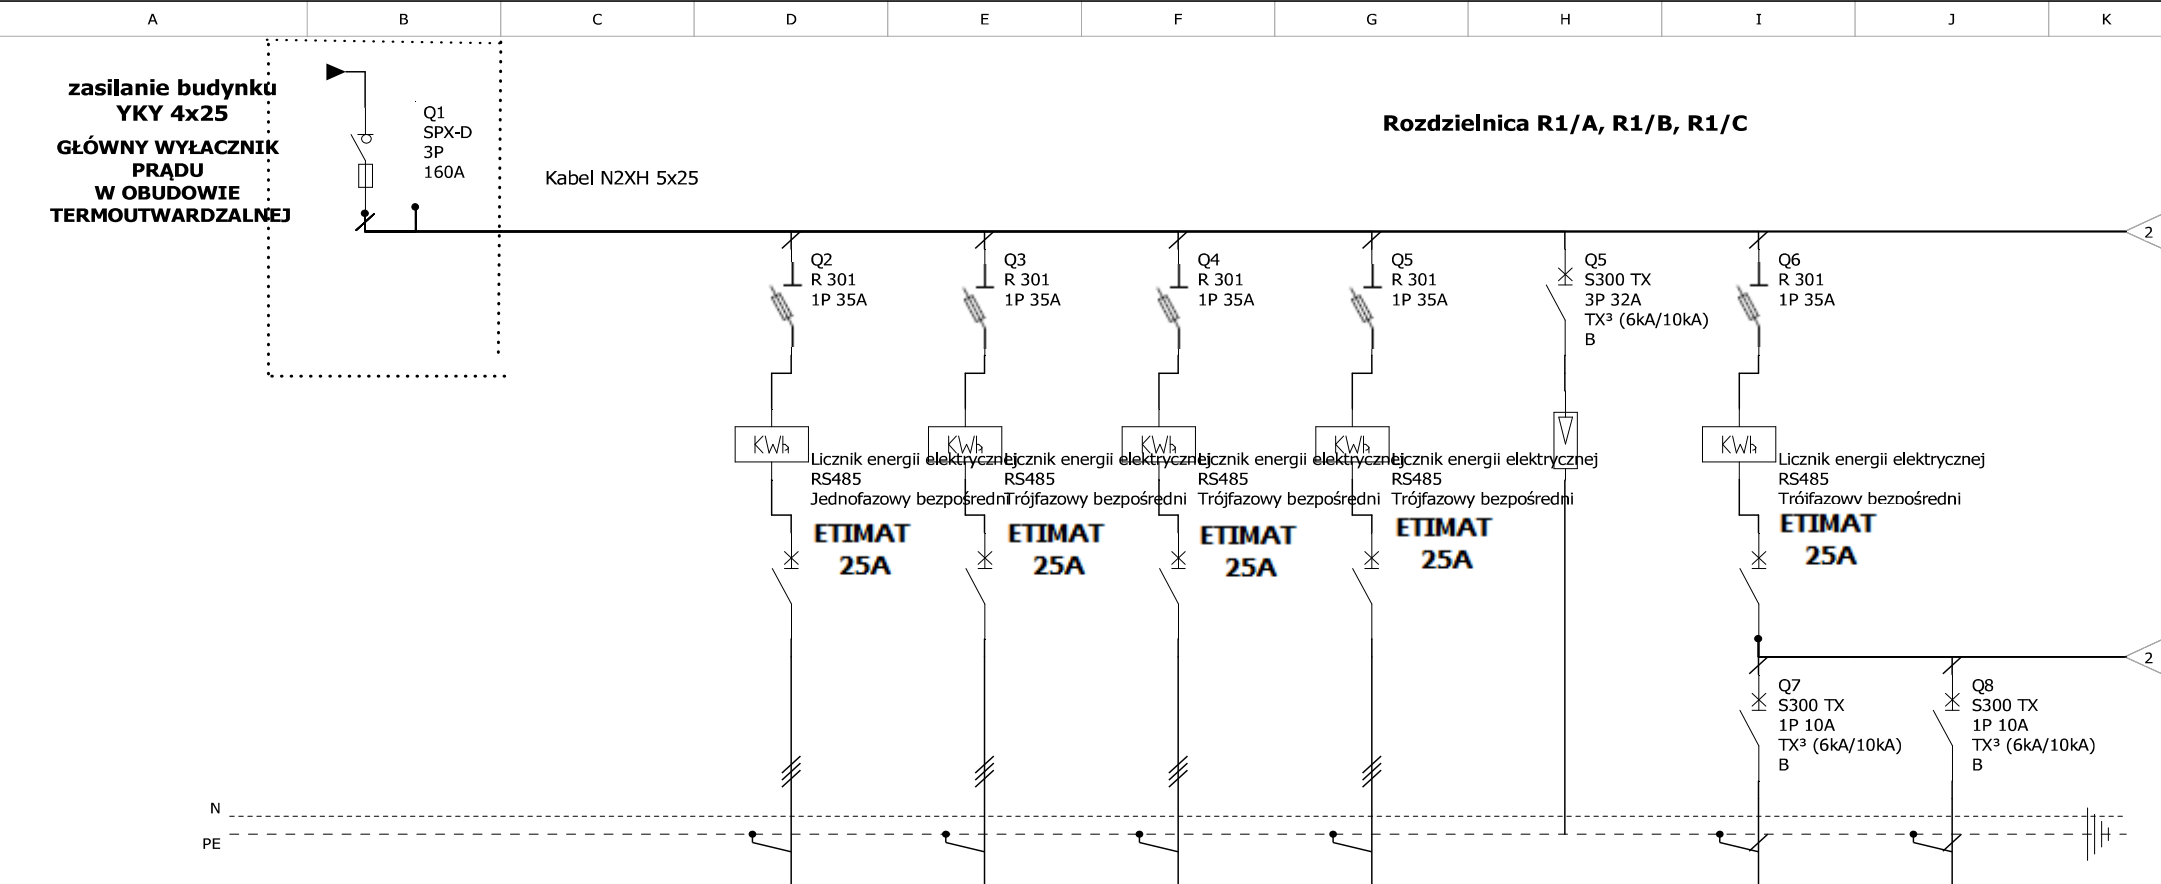 A B C D E F G H I J K
zasilanie budynku
YKY 4x25
GŁÓWNY WYŁACZNIK
PRĄDU
W OBUDOWIE
TERMOUTWARDZALNEJ
Q1
SPX-D
3P
160A
Kabel N2XH 5x25
Rozdzielnica R1/A, R1/B, R1/C
2
Q2
R 301
1P 35A
Q3
R 301
1P 35A
Q4
R 301
1P 35A
Q5
R 301
1P 35A
Q5
S300 TX
3P 32A
TX³ (6kA/10kA)
B
Q6
R 301
1P 35A
KWh
Licznik energii elektrycznej
RS485
Jednofazowy bezpośredni
ETIMAT
25A
KWh
Licznik energii elektrycznej
RS485
Trójfazowy bezpośredni
ETIMAT
25A
KWh
Licznik energii elektrycznej
RS485
Trójfazowy bezpośredni
ETIMAT
25A
KWh
Licznik energii elektrycznej
RS485
Trójfazowy bezpośredni
ETIMAT
25A
KWh
Licznik energii elektrycznej
RS485
Trójfazowy bezpośredni
ETIMAT
25A
2
Q7
S300 TX
1P 10A
TX³ (6kA/10kA)
B
Q8
S300 TX
1P 10A
TX³ (6kA/10kA)
B
N
PE